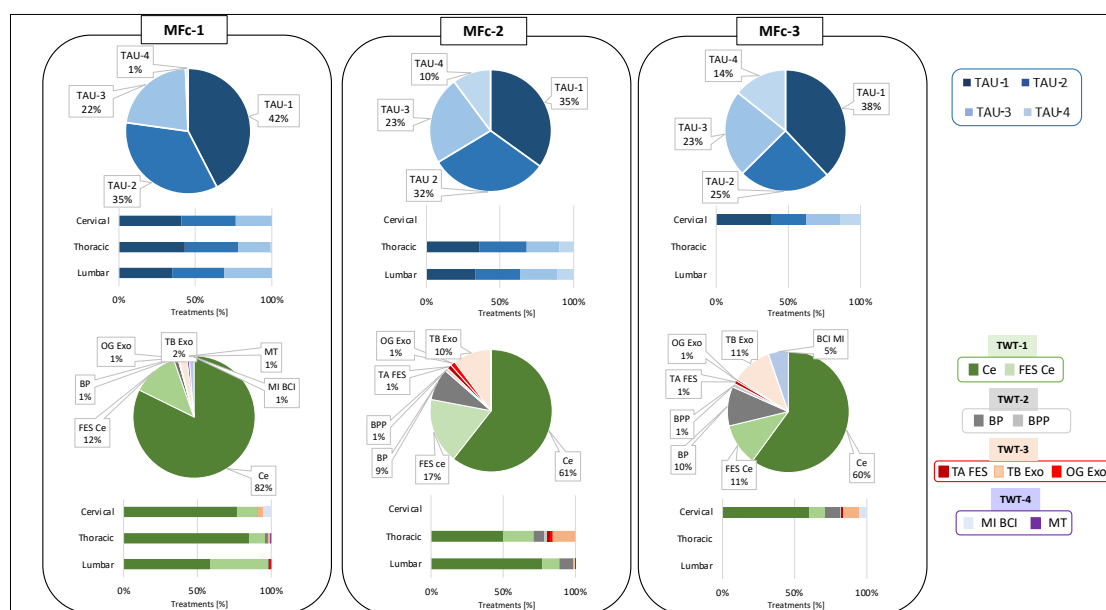 MFc-1
TAU-4
1%
TAU-3
22%
TAU-1
42%
TAU-2
35%
Cervical
Thoracic
Lumbar
0%
50%
100%
Treatments [%]
OG Exo
1%
TB Exo
2%
MT
1%
BP
1%
MI BCI
1%
FES Ce
12%
Ce
82%
Cervical
Thoracic
Lumbar
0%
50%
100%
Treatments [%]
MFc-2
TAU-4
10%
TAU-1
35%
TAU-3
23%
TAU 2
32%
Cervical
Thoracic
Lumbar
0%
50%
100%
Treatments [%]
OG Exo
1%
TB Exo
10%
TA FES
1%
BPP
1%
BP
9%
FES ce
17%
Ce
61%
Cervical
Thoracic
Lumbar
0%
50%
100%
Treatments [%]
MFc-3
TAU-4
14%
TAU-1
38%
TAU-3
23%
TAU-2
25%
Cervical
Thoracic
Lumbar
0%
50%
100%
Treatments [%]
OG Exo
1%
TB Exo
11%
BCI MI
5%
TA FES
1%
BPP
1%
BP
10%
FES Ce
11%
Ce
60%
Cervical
Thoracic
Lumbar
0%
50%
100%
Treatments [%]
TAU-1 TAU-2
TAU-3 TAU-4
TWT-1
Ce FES Ce
TWT-2
BP BPP
TWT-3
TA FES TB Exo OG Exo
TWT-4
MI BCI MT